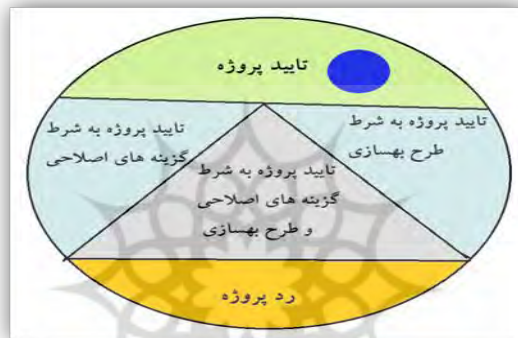 تایید پروژه
تایید پروژه به شرط
طرح بهسازی
تایید پروژه به شرط
گزینه های اصلاحی
تایید پروژه به شرط
گزینه های اصلاحی
و طرح بهسازی
رد پروژه